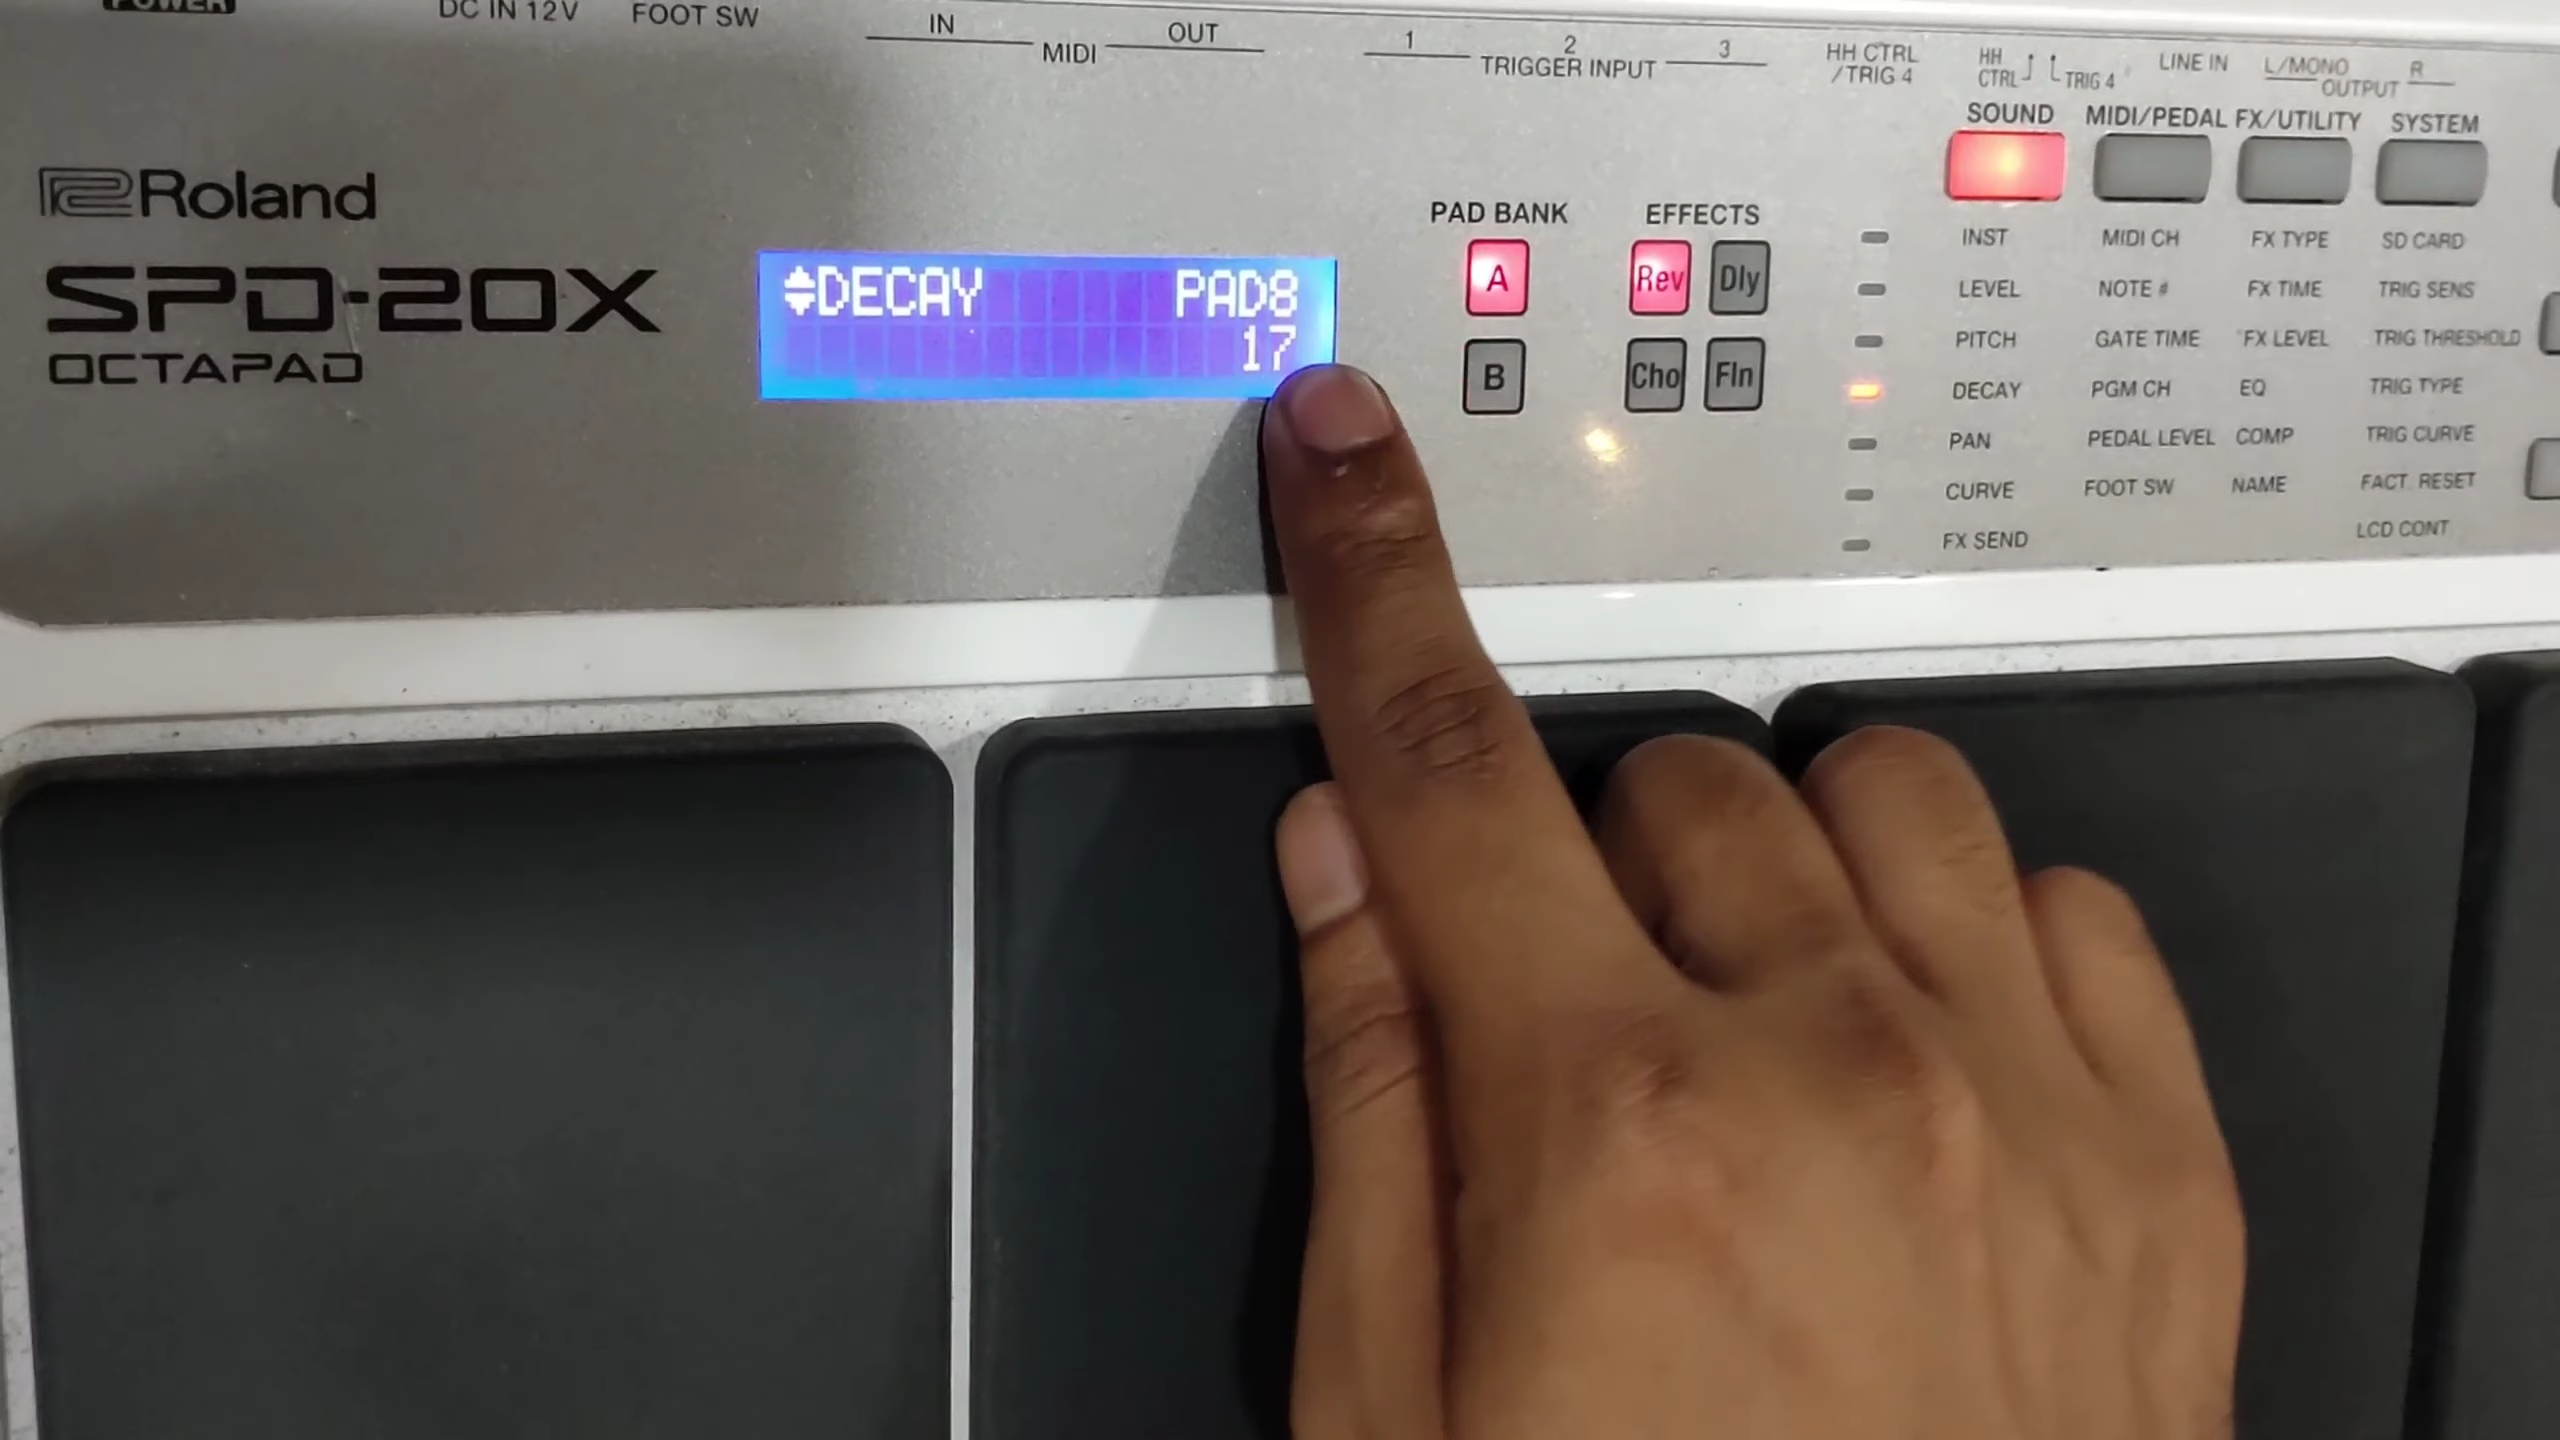 POWER
DC IN 12V FOOT SW
IN MIDI OUT
1 2 3
TRIGGER INPUT
HH CTRL
/TRIG 4
HH
CTRL TRIG 4
LINE IN
L/MONO R
OUTPUT
Roland
SPD-20X
OCTAPAD
DECAY PAD8
17
PAD BANK
A
B
EFFECTS
Rev Dly
Cho Fln
SOUND MIDI/PEDAL FX/UTILITY SYSTEM
INST MIDI CH FX TYPE SD CARD
LEVEL NOTE # FX TIME TRIG SENS
PITCH GATE TIME FX LEVEL TRIG THRESHOLD
DECAY PGM CH EQ TRIG TYPE
PAN PEDAL LEVEL COMP TRIG CURVE
CURVE FOOT SW NAME FACT. RESET
FX SEND LCD CONT